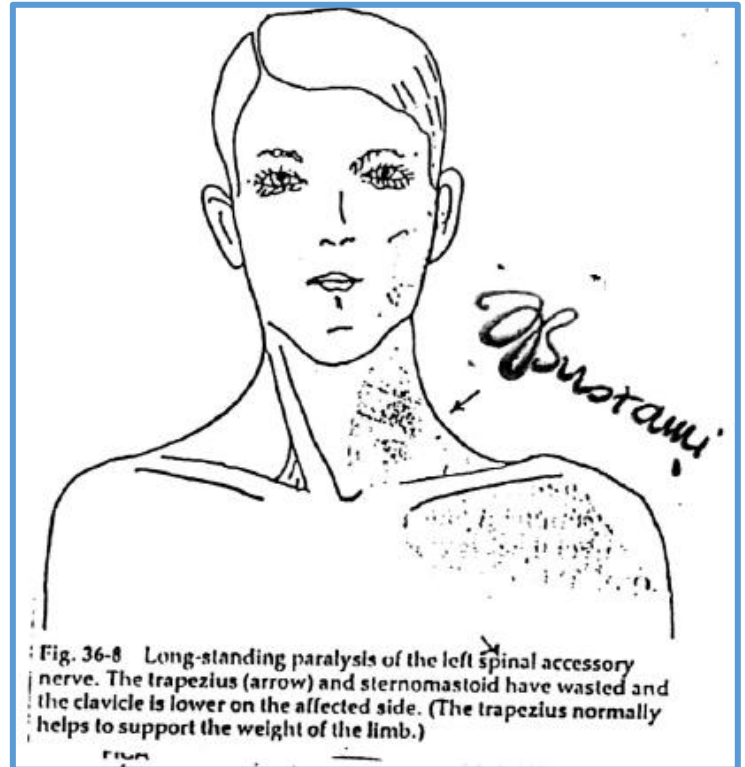 Bustami
Fig. 36-8 Long-standing paralysis of the left spinal accessory
nerve. The trapezius (arrow) and sternomastoid have wasted and
the clavicle is lower on the affected side. (The trapezius normally
helps to support the weight of the limb.)